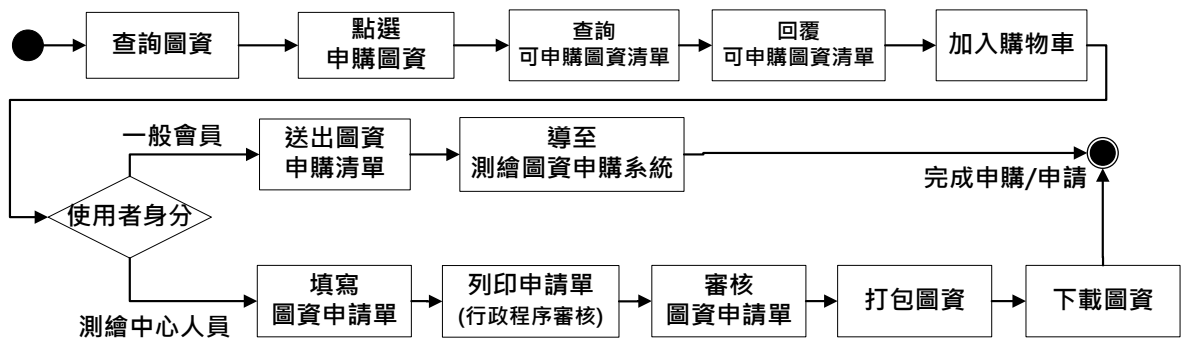 查詢圖資
點選
申購圖資
查詢
可申購圖資清單
回覆
可申購圖資清單
加入購物車
一般會員
送出圖資
申購清單
導至
測繪圖資申購系統
完成申購/申請
使用者身分
測繪中心人員
填寫
圖資申請單
列印申請單
(行政程序審核)
審核
圖資申請單
打包圖資
下載圖資